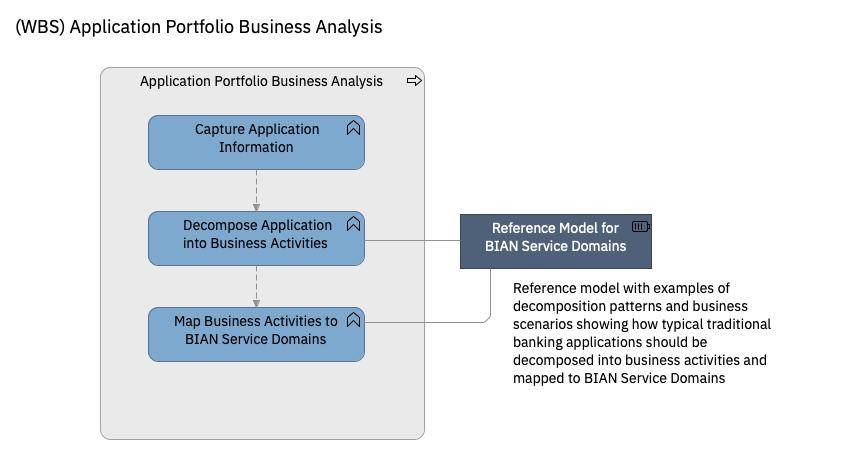 (WBS) Application Portfolio Business Analysis
Application Portfolio Business Analysis
Capture Application
Information
Decompose Application
into Business Activities
Reference Model for
BIAN Service Domains
Map Business Activities to
BIAN Service Domains
Reference model with examples of
decomposition patterns and business
scenarios showing how typical traditional
banking applications should be
decomposed into business activities and
mapped to BIAN Service Domains